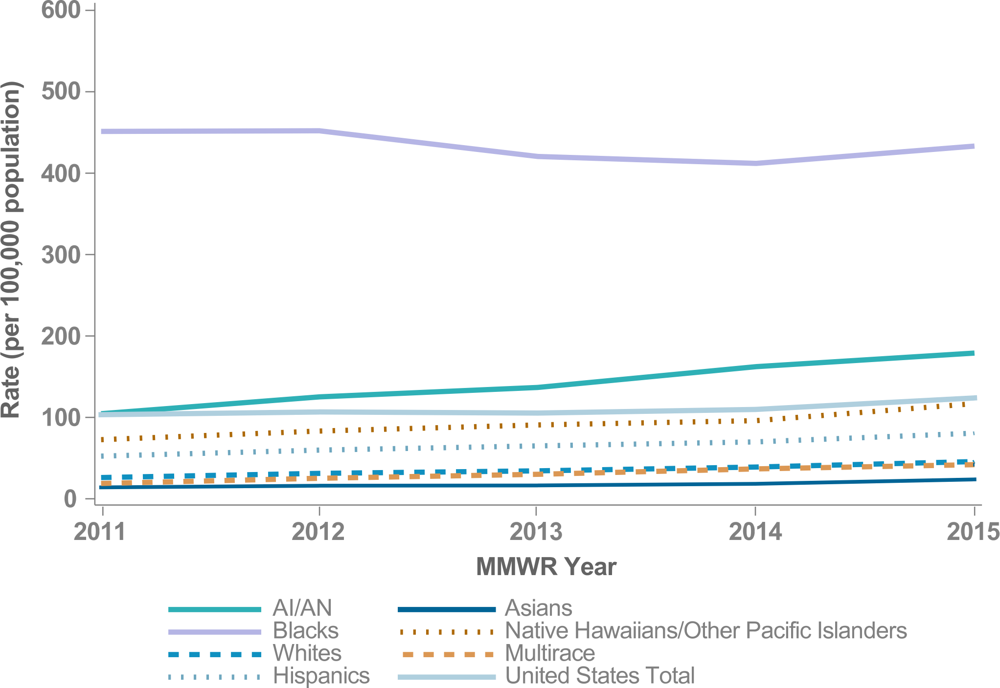 Rate (per 100,000 population)
600
500
400
300
200
100
0
2011 2012 2013 2014 2015
MMWR Year
AI/AN Asians
Blacks Native Hawaiians/Other Pacific Islanders
Whites Multirace
Hispanics United States Total